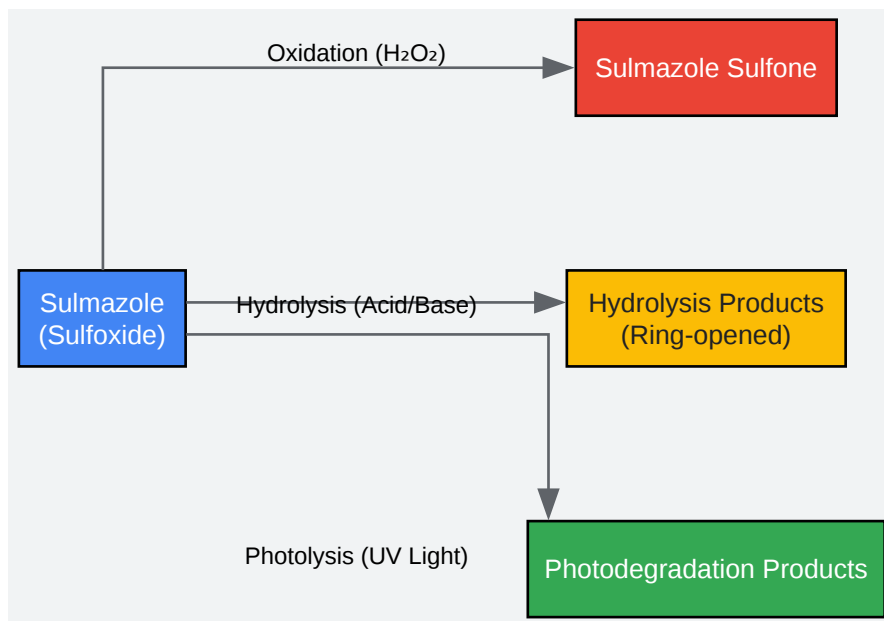 Oxidation (H₂O₂)
Sulmazole Sulfone
Sulmazole
(Sulfoxide)
Hydrolysis (Acid/Base)
Hydrolysis Products
(Ring-opened)
Photolysis (UV Light)
Photodegradation Products